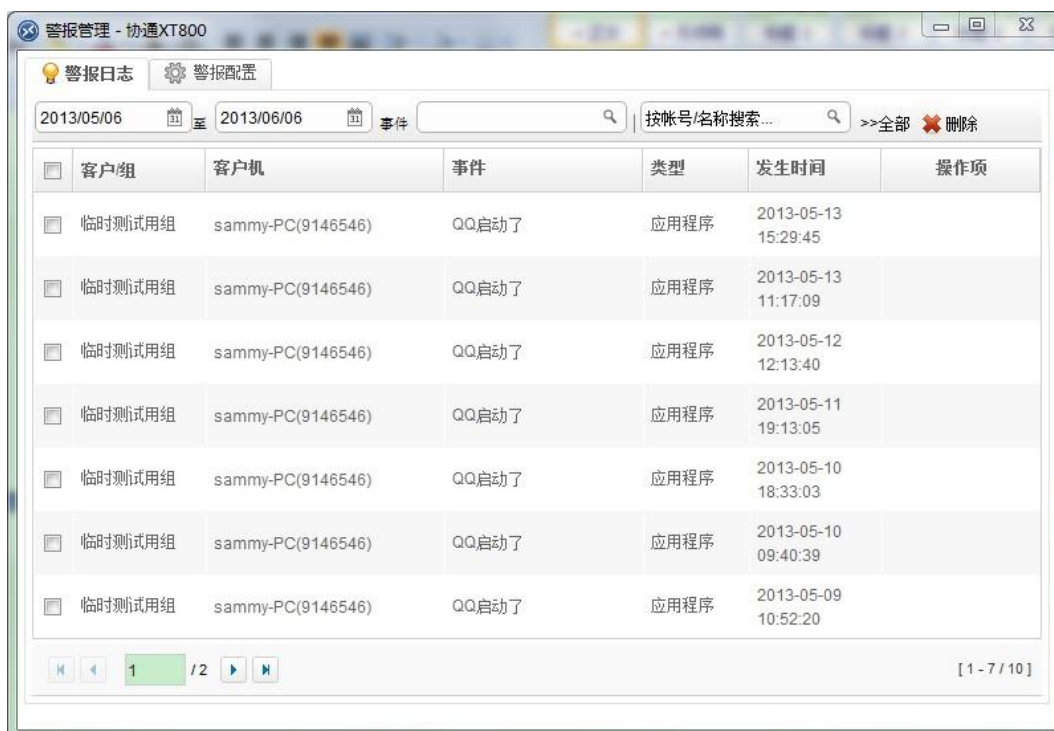 警报管理 - 协通XT800
警报日志 警报配置
2013/05/06 至 2013/06/06 事件 按帐号/名称搜索... >>全部 删除
客户/组 客户机 事件 类型 发生时间 操作项
临时测试用组 sammy-PC(9146546) QQ启动了 应用程序 2013-05-13
15:29:45
临时测试用组 sammy-PC(9146546) QQ启动了 应用程序 2013-05-13
11:17:09
临时测试用组 sammy-PC(9146546) QQ启动了 应用程序 2013-05-12
12:13:40
临时测试用组 sammy-PC(9146546) QQ启动了 应用程序 2013-05-11
19:13:05
临时测试用组 sammy-PC(9146546) QQ启动了 应用程序 2013-05-10
18:33:03
临时测试用组 sammy-PC(9146546) QQ启动了 应用程序 2013-05-10
09:40:39
临时测试用组 sammy-PC(9146546) QQ启动了 应用程序 2013-05-09
10:52:20
1 / 2 [ 1 - 7 / 10 ]